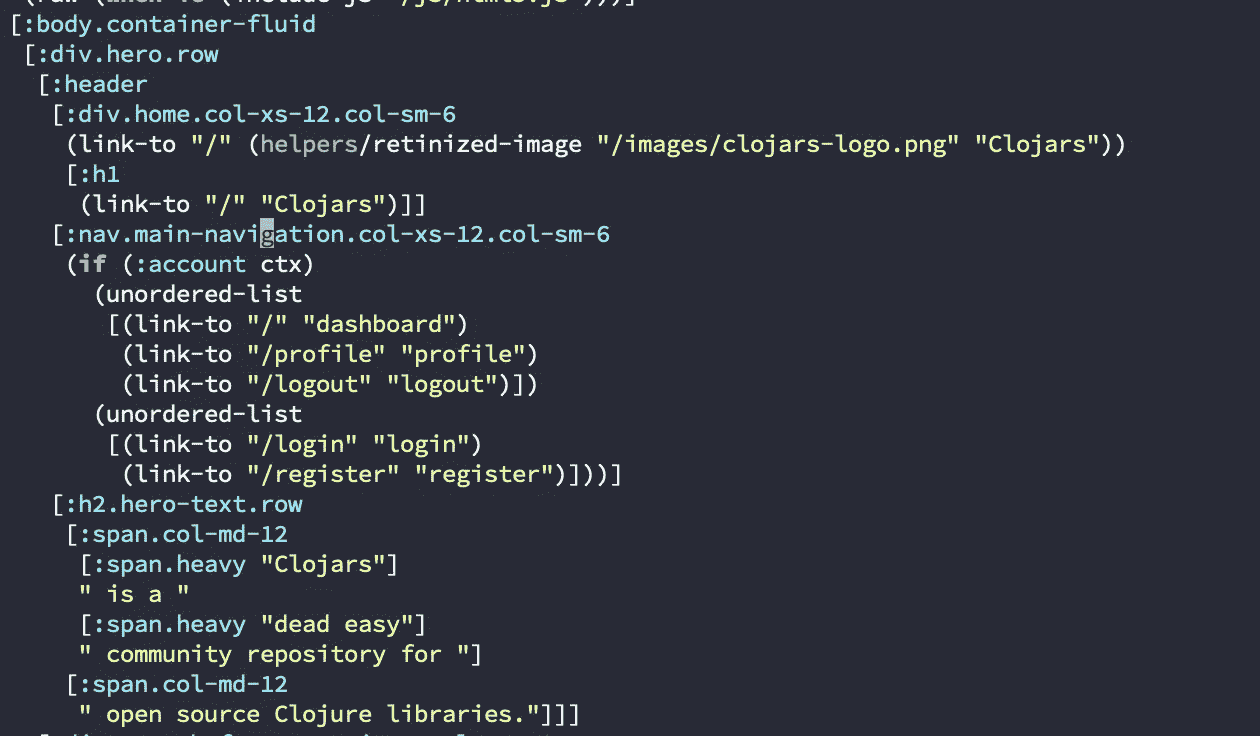 [:body.container-fluid
[:div.hero.row
[:header
[:div.home.col-xs-12.col-sm-6
(link-to "/" (helpers/retinized-image "/images/clojars-logo.png" "Clojars"))
[:h1
(link-to "/" "Clojars")]]
[:nav.main-navigation.col-xs-12.col-sm-6
(if (:account ctx)
(unordered-list
[(link-to "/" "dashboard")
(link-to "/profile" "profile")
(link-to "/logout" "logout")])
(unordered-list
[(link-to "/login" "login")
(link-to "/register" "register")]))]
[:h2.hero-text.row
[:span.col-md-12
[:span.heavy "Clojars"]
" is a "
[:span.heavy "dead easy"]
" community repository for "]
[:span.col-md-12
" open source Clojure libraries."]]]